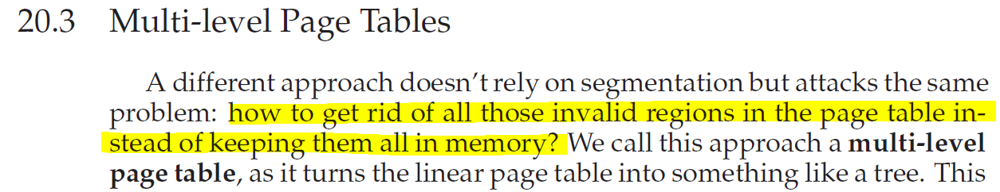 20.3 Multi-level Page Tables
A different approach doesn't rely on segmentation but attacks the same
problem: how to get rid of all those invalid regions in the page table in-
stead of keeping them all in memory? We call this approach a multi-level
page table, as it turns the linear page table into something like a tree. This